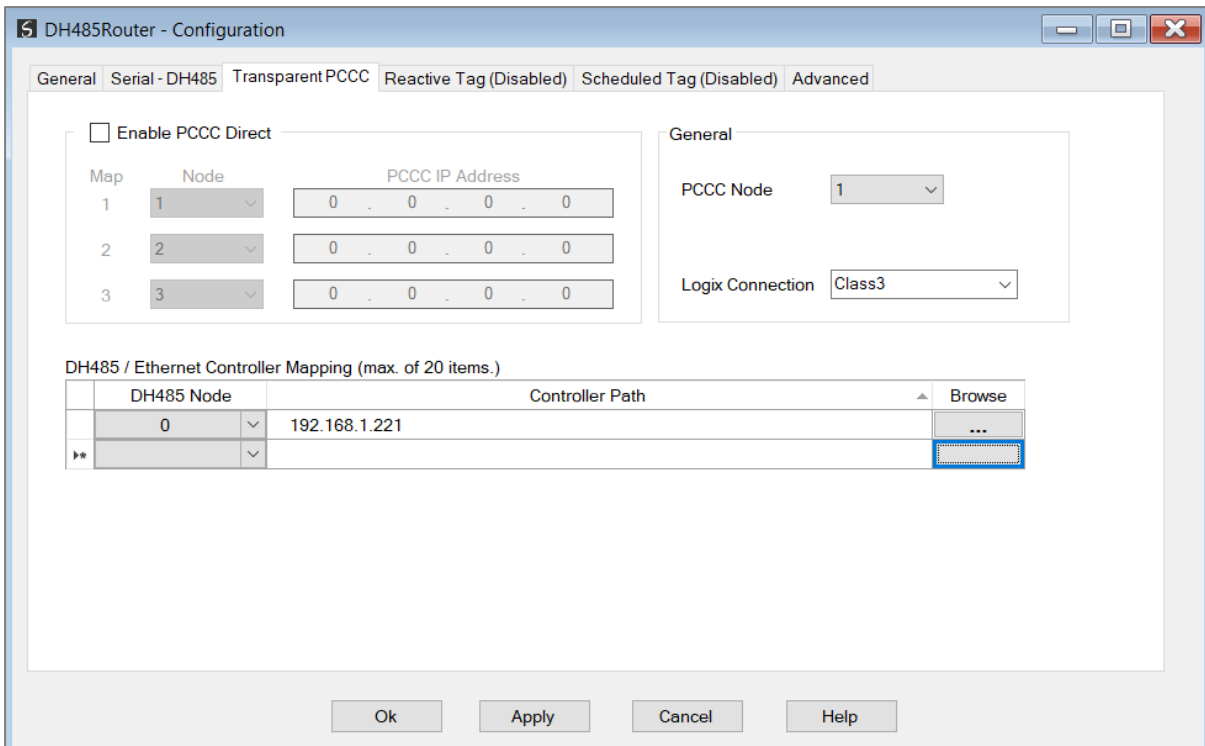 DH485Router - Configuration
General Serial - DH485 Transparent PCCC Reactive Tag (Disabled) Scheduled Tag (Disabled) Advanced
Enable PCCC Direct
Map Node PCCC IP Address
1 1 0 . 0 . 0 . 0
2 2 0 . 0 . 0 . 0
3 3 0 . 0 . 0 . 0
General
PCCC Node 1
Logix Connection Class3
DH485 / Ethernet Controller Mapping (max. of 20 items.)
DH485 Node Controller Path Browse
0 192.168.1.221 ...
Ok Apply Cancel Help